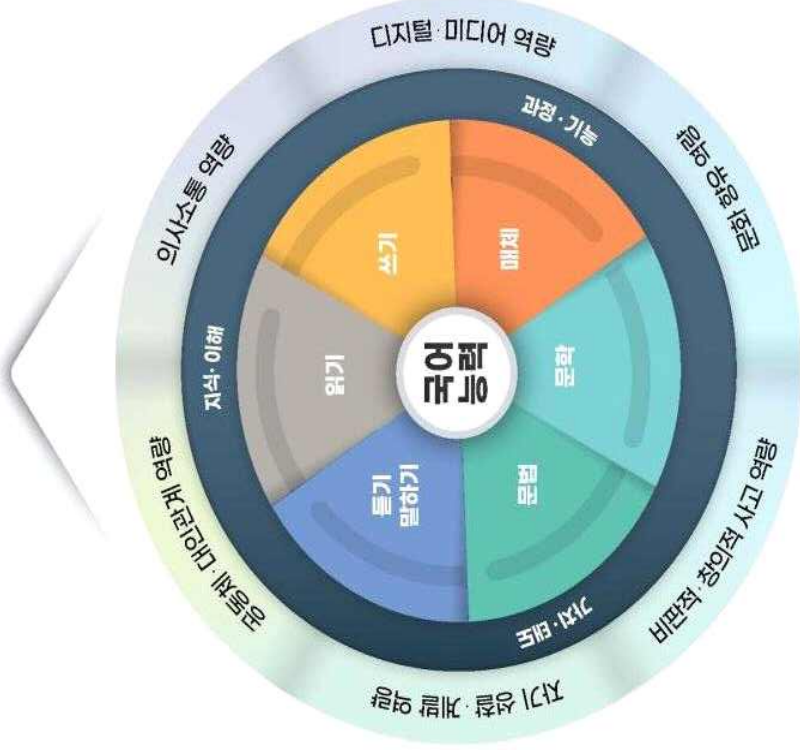 디지털·미디어 역량
문화 향유 역량
비판적·창의적 사고 역량
자기 성찰·계발 역량
공동체·대인관계 역량
의사소통 역량
과정·기능
가치·태도
지식·이해
매체
문학
문법
듣기
말하기
읽기
쓰기
국어
능력